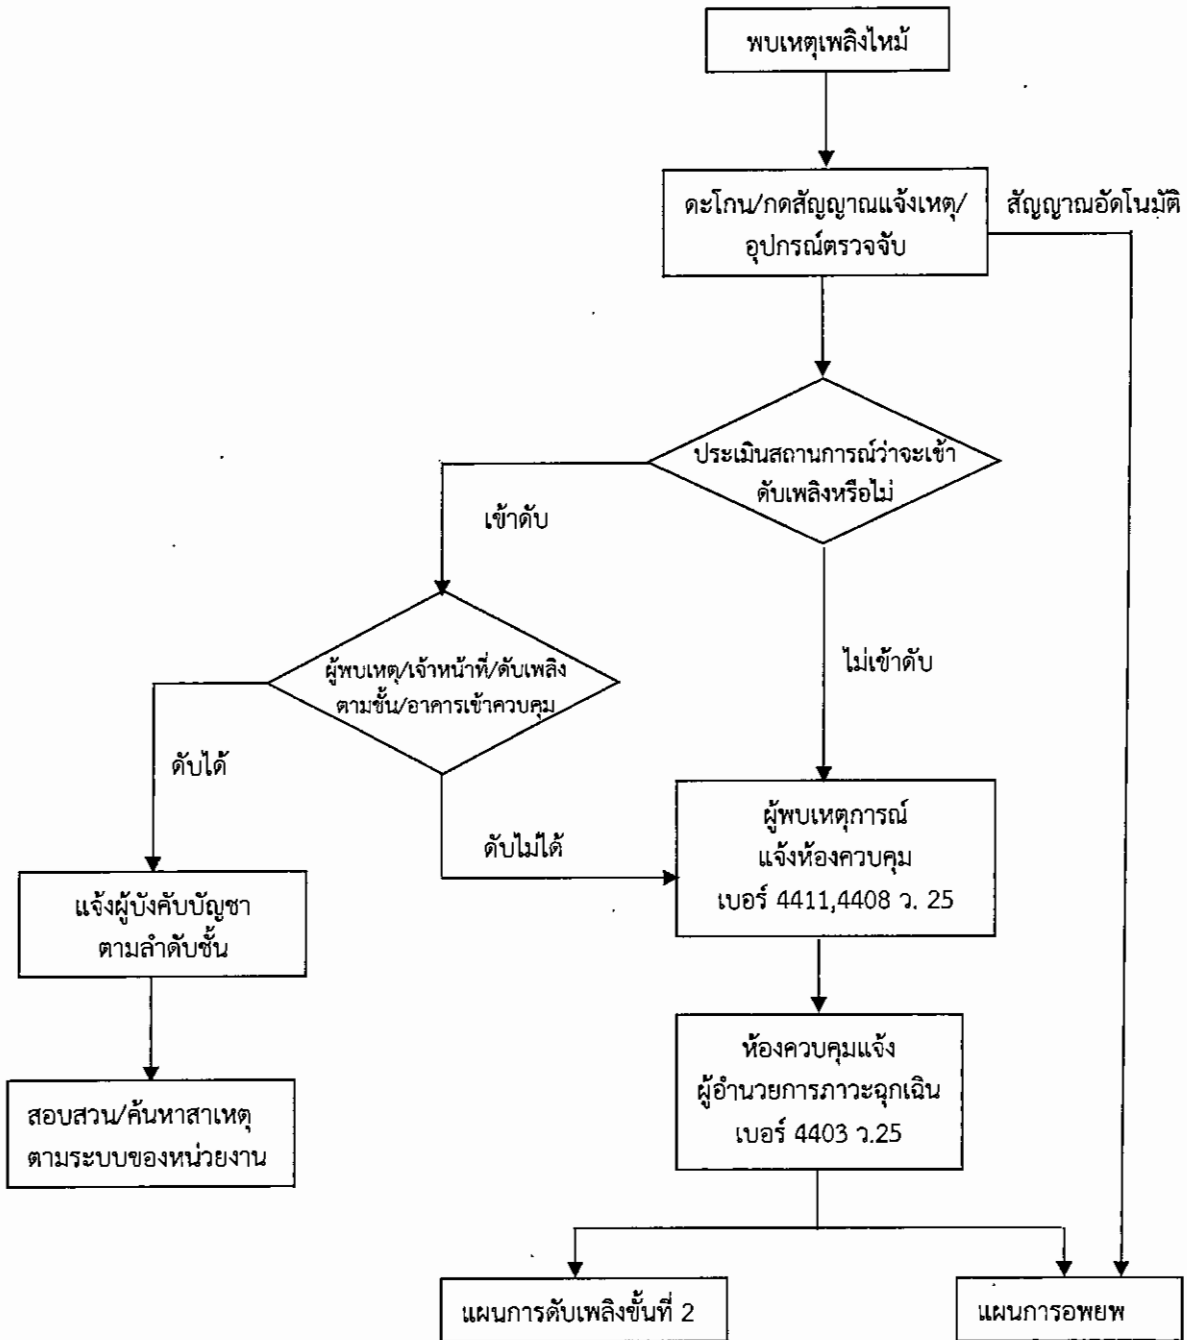 พบเหตุเพลิงไหม้
ตะโกน/กดสัญญาณแจ้งเหตุ/
อุปกรณ์ตรวจจับ
สัญญาณอัตโนมัติ
ประเมินสถานการณ์ว่าจะเข้า
ดับเพลิงหรือไม่
เข้าดับ
ไม่เข้าดับ
ผู้พบเหตุ/เจ้าหน้าที่/ดับเพลิง
ตามชั้น/อาคารเข้าควบคุม
ดับได้
ดับไม่ได้
ผู้พบเหตุการณ์
แจ้งห้องควบคุม
เบอร์ 4411,4408 ว. 25
แจ้งผู้บังคับบัญชา
ตามลำดับชั้น
ห้องควบคุมแจ้ง
ผู้อำนวยการภาวะฉุกเฉิน
เบอร์ 4403 ว.25
สอบสวน/ค้นหาสาเหตุ
ตามระบบของหน่วยงาน
แผนการดับเพลิงขั้นที่ 2
แผนการอพยพ